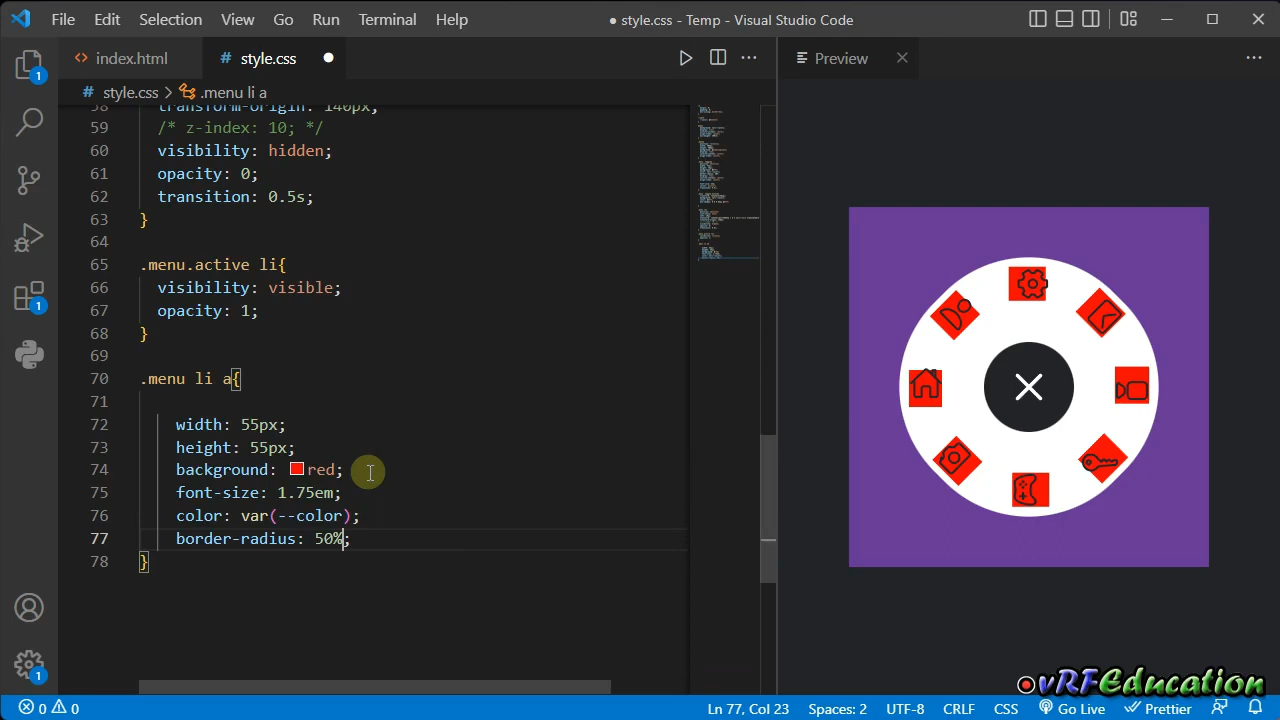 File Edit Selection View Go Run Terminal Help
● style.css - Temp - Visual Studio Code
index.html
# style.css
Preview
# style.css > .menu li a
58 transform-origin: 140px;
59 /* z-index: 10; */
60 visibility: hidden;
61 opacity: 0;
62 transition: 0.5s;
63 }
64
65 .menu.active li{
66 visibility: visible;
67 opacity: 1;
68 }
69
70 .menu li a{
71
72 width: 55px;
73 height: 55px;
74 background: red;
75 font-size: 1.75em;
76 color: var(--color);
77 border-radius: 50%;
78 }
1
1
1
vRFEducation
0 0 Ln 77, Col 23 Spaces: 2 UTF-8 CRLF CSS Go Live Prettier